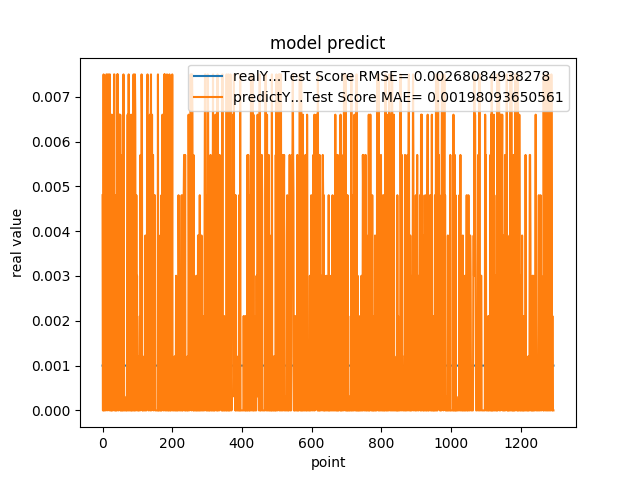 model predict
realY...Test Score RMSE= 0.00268084938278
predictY...Test Score MAE= 0.00198093650561
0.007
0.006
0.005
0.004
0.003
0.002
0.001
0.000
real value
0 200 400 600 800 1000 1200
point